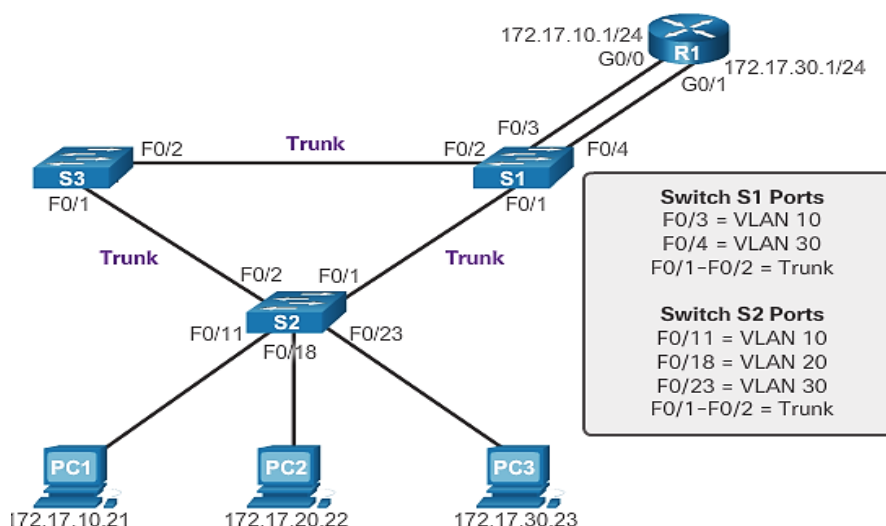 172.17.10.1/24
R1
G0/0
172.17.30.1/24
G0/1
F0/3
F0/2
Trunk
F0/2
F0/4
S3
S1
F0/1
F0/1
Switch S1 Ports
F0/3 = VLAN 10
F0/4 = VLAN 30
F0/1-F0/2 = Trunk
Trunk
Trunk
F0/2
F0/1
S2
Switch S2 Ports
F0/11 = VLAN 10
F0/18 = VLAN 20
F0/23 = VLAN 30
F0/1-F0/2 = Trunk
F0/11
F0/18
F0/23
PC1
PC2
PC3
172.17.10.21
172.17.20.22
172.17.30.23